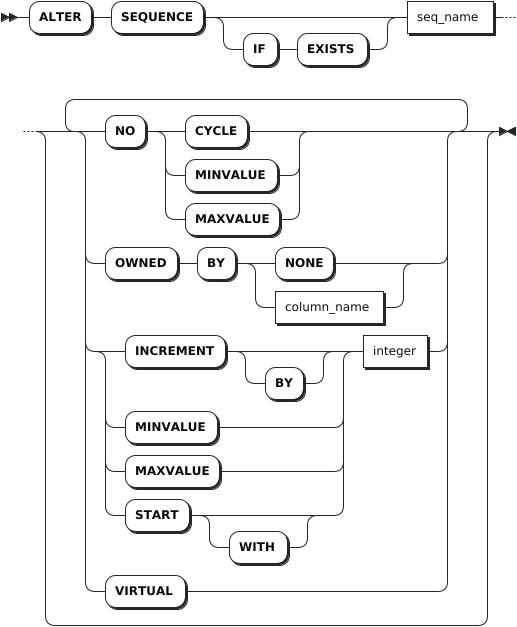 ALTER SEQUENCE seq_name
IF EXISTS
NO CYCLE
MINVALUE
MAXVALUE
OWNED BY NONE
column_name
INCREMENT integer
BY
MINVALUE
MAXVALUE
START
WITH
VIRTUAL